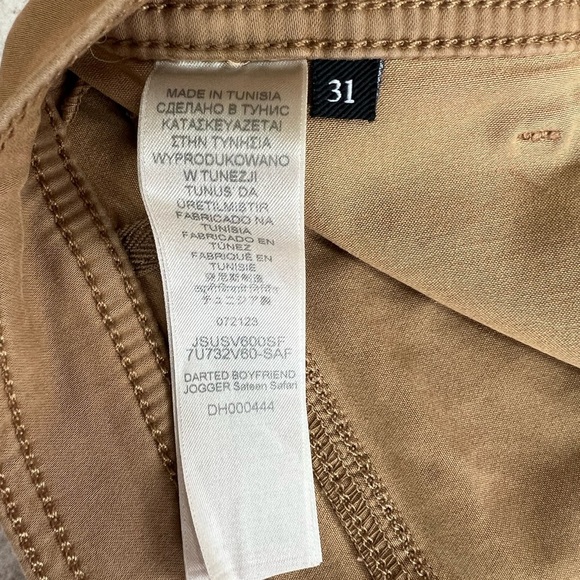 MADE IN TUNISIA
СДЕЛАНО В ТУНИС
ΚΑΤΑΣΚΕΥΑΖΕΤΑΙ
ΣΤΗΝ ΤΥΝΗΣΙΑ
WYPRODUKOWANO
W TUNEZJI
TUNUS'DA
ÜRETILMISTIR
FABRICADO NA
TUNÍSIA
FABRICADO EN
TÚNEZ
FABRIQUÉ EN
TUNISIE
チュニジア製
072123
JSUSV600SF
7U732V60-SAF
DARTED BOYFRIEND
JOGGER Sateen Safari
DH000444
31